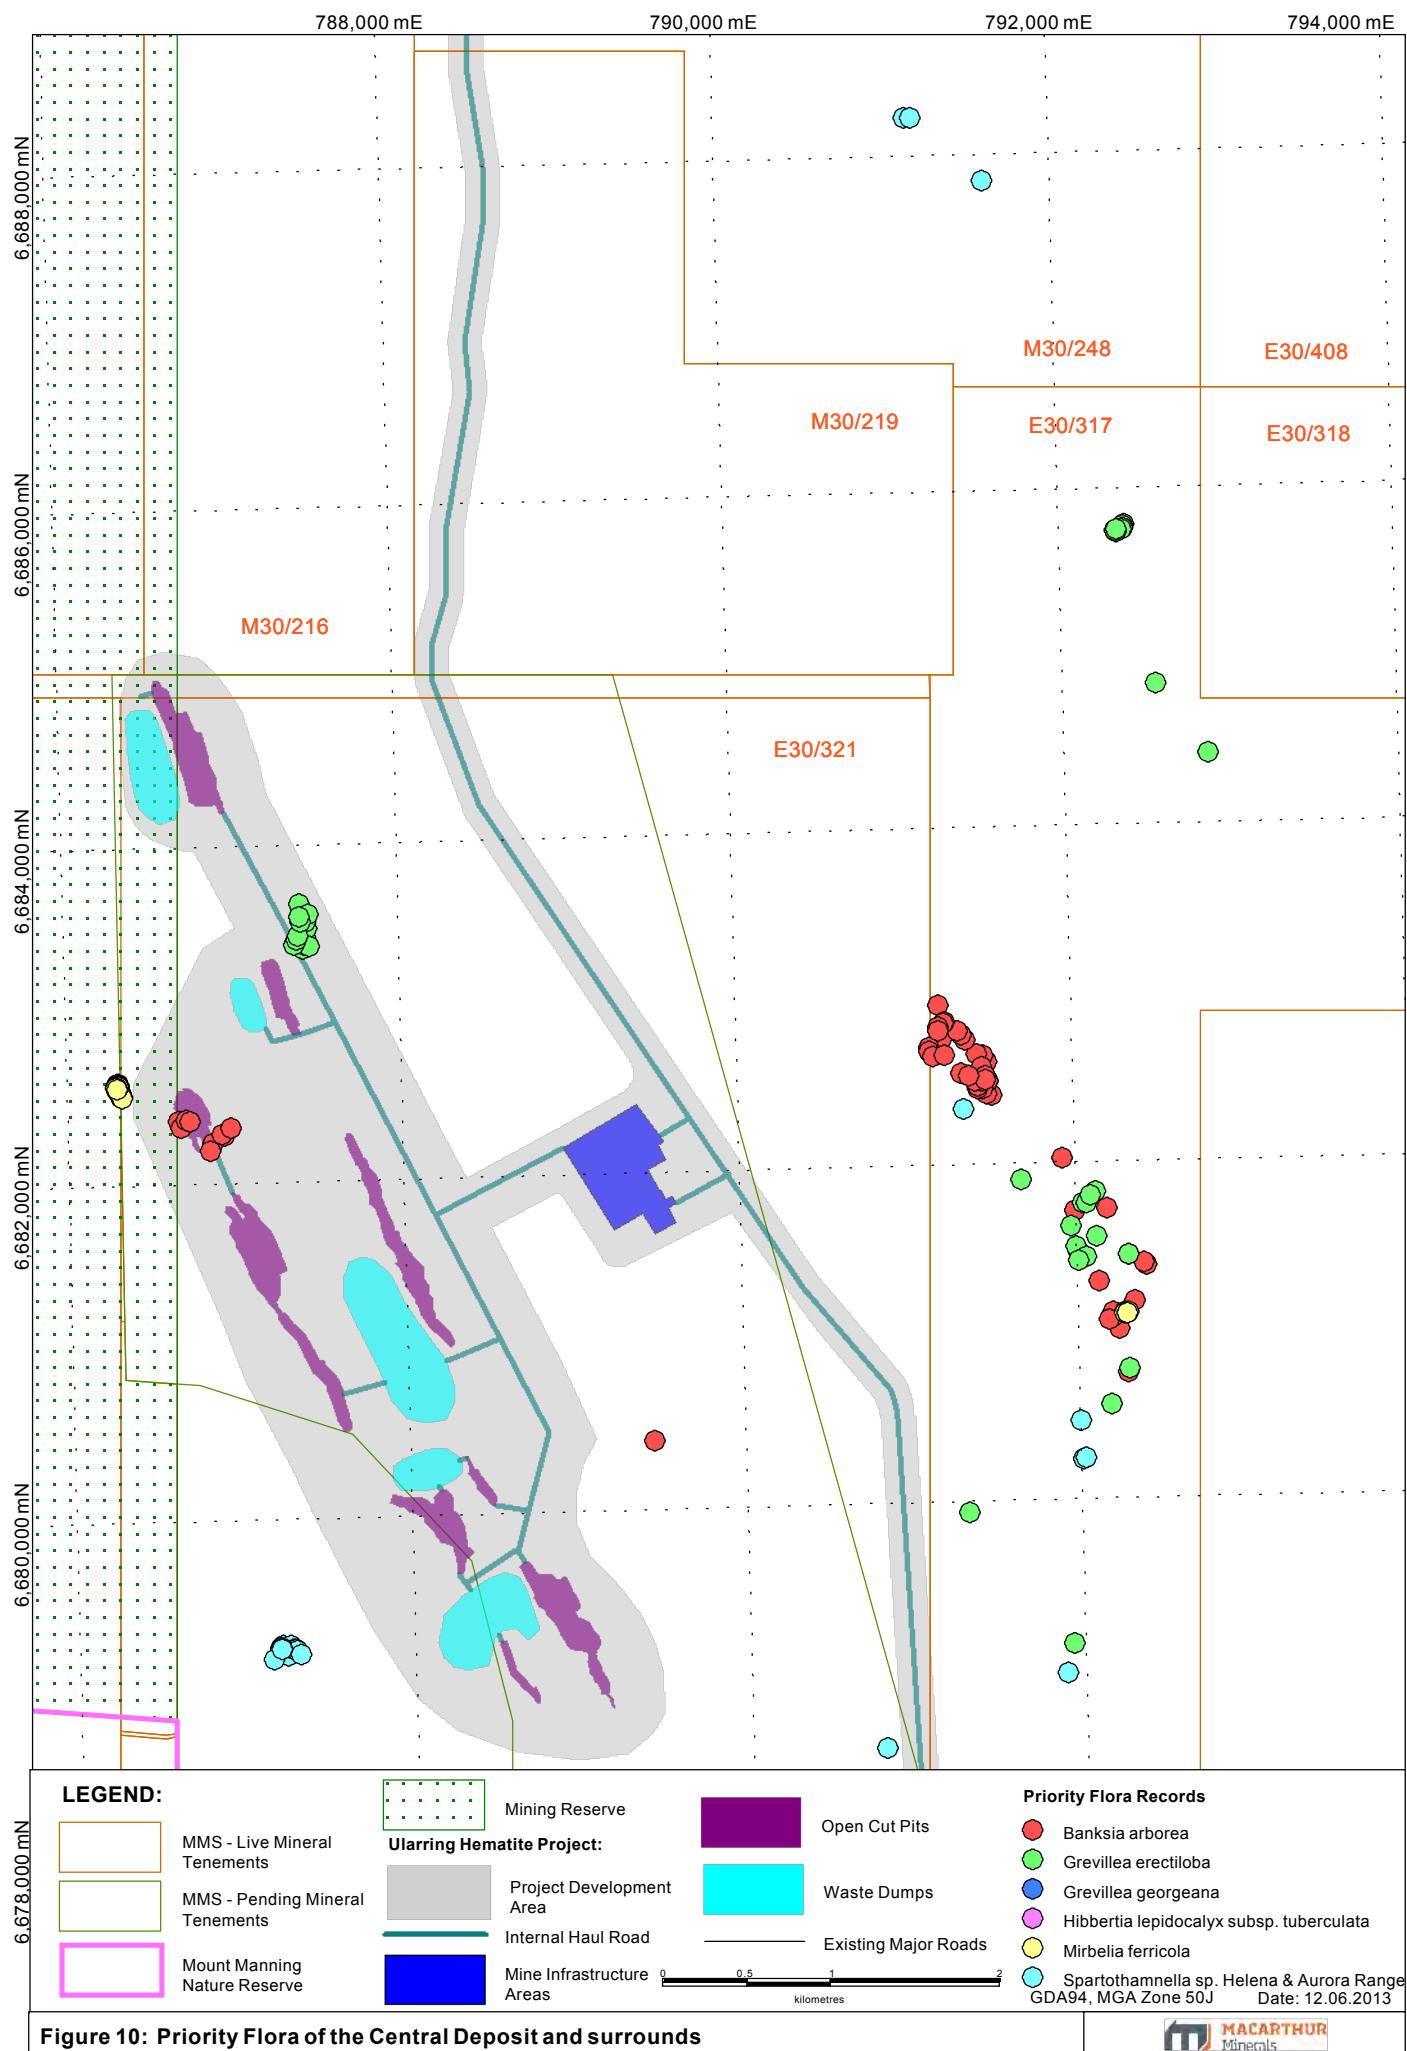 788,000 mE
790,000 mE
792,000 mE
794,000 mE
6,688,000 mN
6,686,000 mN
6,684,000 mN
6,682,000 mN
6,680,000 mN
6,678,000 mN
M30/248
E30/408
M30/219
E30/317
E30/318
M30/216
E30/321
LEGEND:
MMS - Live Mineral
Tenements
MMS - Pending Mineral
Tenements
Mount Manning
Nature Reserve
Mining Reserve
Ularring Hematite Project:
Project Development
Area
Internal Haul Road
Mine Infrastructure
Areas
Open Cut Pits
Waste Dumps
Existing Major Roads
0 0.5 1 2
kilometres
Priority Flora Records
Banksia arborea
Grevillea erectiloba
Grevillea georgeana
Hibbertia lepidocalyx subsp. tuberculata
Mirbelia ferricola
Spartothamnella sp. Helena & Aurora Range
GDA94, MGA Zone 50J Date: 12.06.2013
Figure 10: Priority Flora of the Central Deposit and surrounds
MACARTHUR
Minerals